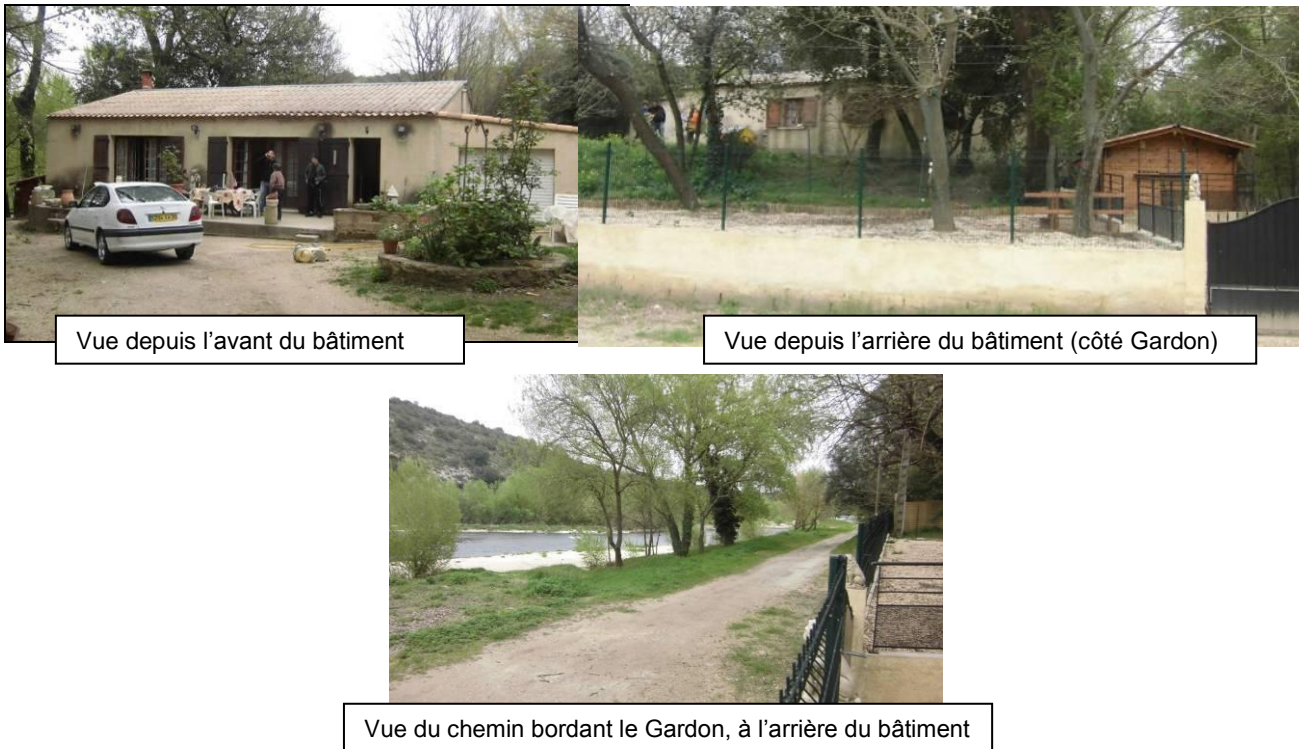 Vue depuis l’avant du bâtiment
Vue depuis l’arrière du bâtiment (côté Gardon)
Vue du chemin bordant le Gardon, à l’arrière du bâtiment